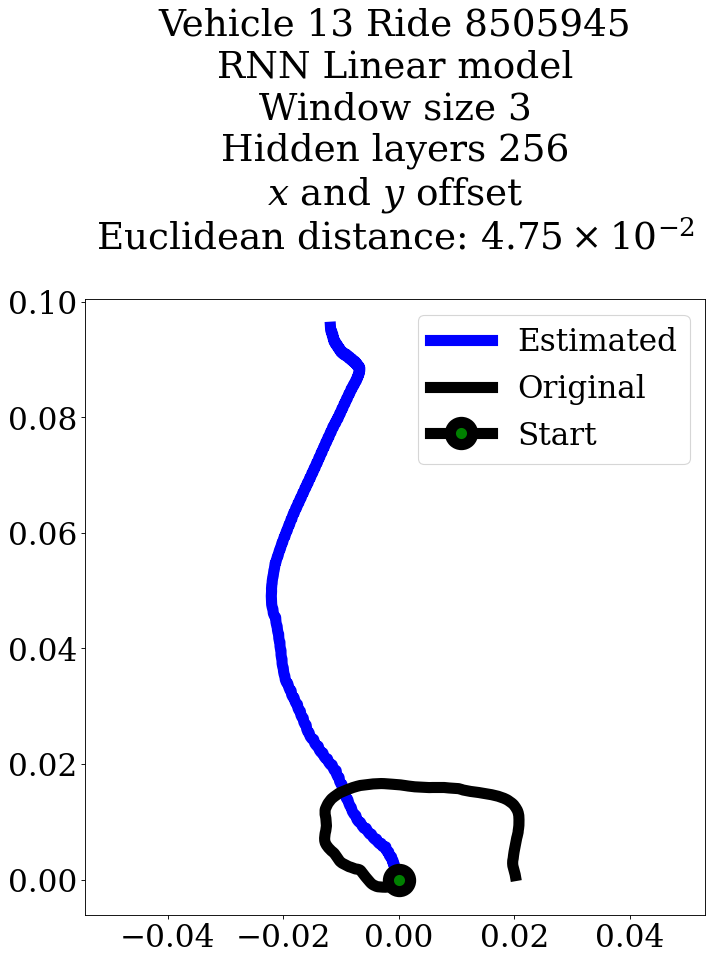 Vehicle 13 Ride 8505945
RNN Linear model
Window size 3
Hidden layers 256
x and y offset
Euclidean distance: 4.75 × 10⁻²
0.10
0.08
0.06
0.04
0.02
0.00
Estimated
Original
Start
−0.04 −0.02 0.00 0.02 0.04